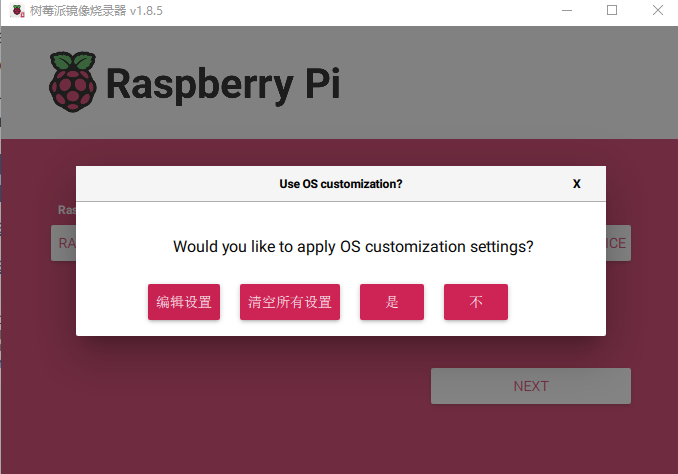 树莓派镜像烧录器 v1.8.5
Raspberry Pi
Use OS customization?
X
Would you like to apply OS customization settings?
编辑设置
清空所有设置
是
不
NEXT